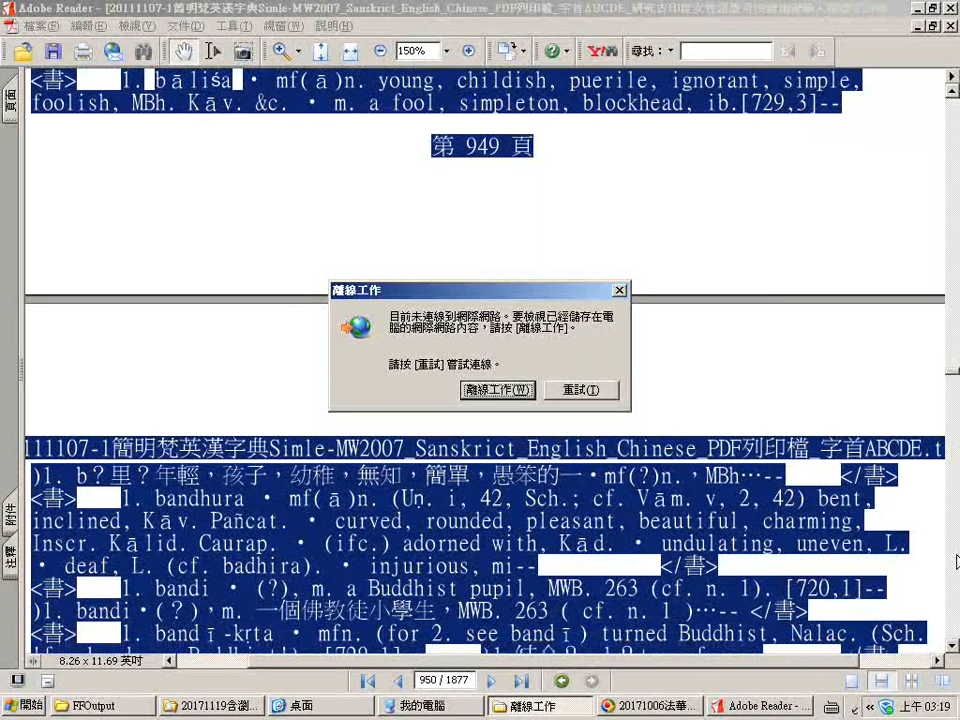 Adobe Reader - [20111107-1簡明梵英漢字典Simle-MW2007_Sanskrict_English_Chinese_PDF列印檔_字首ABCDE
檔案(F) 編輯(E) 檢視(V) 文件(D) 工具(T) 視窗(W) 說明(H)
150% 尋找：
頁面
<書> 1. bāliśa・mf(ā)n. young, childish, puerile, ignorant, simple,
foolish, MBh. Kāv. &c. ・ m. a fool, simpleton, blockhead, ib.[729,3]--
第 949 頁
離線工作
目前未連線到網際網路。要檢視已經儲存在電
腦的網際網路內容，請按 [離線工作]。
請按 [重試] 嘗試連線。
離線工作(W) 重試(T)
111107-1簡明梵英漢字典Simle-MW2007_Sanskrict_English_Chinese_PDF列印檔_字首ABCDE.t
)1. b？里？年輕，孩子，幼稚，無知，簡單，愚笨的一・mf(?)n.，MBh…-- </書>
<書> 1. bandhura ・ mf(ā)n. (Uṇ. i, 42, Sch.; cf. Vām. v, 2, 42) bent,
inclined, Kāv. Pañcat. ・ curved, rounded, pleasant, beautiful, charming,
Inscr. Kālid. Caurap. ・ (ifc.) adorned with, Kād. ・ undulating, uneven, L.
・ deaf, L. (cf. badhira). ・ injurious, mi-- </書>
<書> 1. bandi ・ (?), m. a Buddhist pupil, MWB. 263 (cf. n. 1). [720,1]--
)1. bandi・(？)，m. 一個佛教徒小學生，MWB. 263 ( cf. n. 1)…-- </書>
<書> 1. bandī-kṛta ・ mfn. (for 2. see bandī) turned Buddhist, Nalac. (Sch.
附件
註釋
8.26 x 11.69 英吋
950 / 1877
開始 FFOutput 20171119含瀏... 桌面 我的電腦 離線工作 20171006法華... Adobe Reader -... 上午 03:19